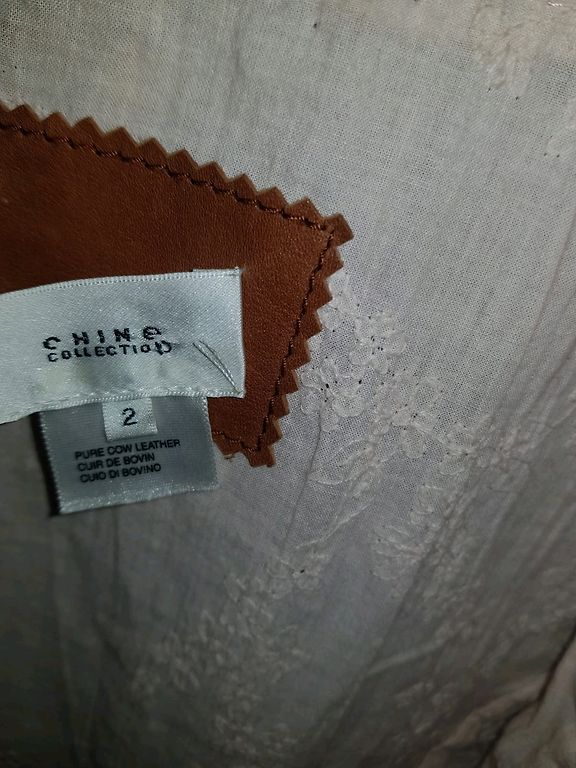 CHINE
COLLECTION
2
PURE COW LEATHER
CUIR DE BOVIN
CUIO DI BOVINO